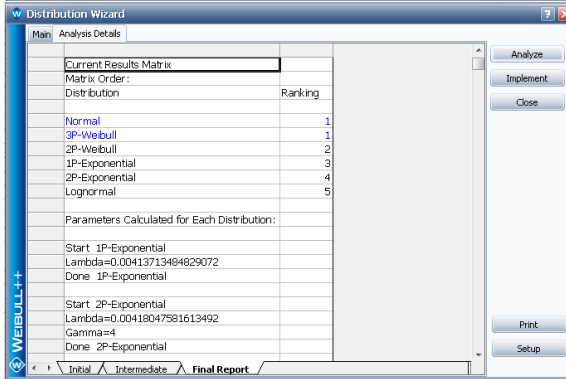 Distribution Wizard
Main Analysis Details
Current Results Matrix
Matrix Order:
Distribution Ranking
Normal 1
3P-Weibull 1
2P-Weibull 2
1P-Exponential 3
2P-Exponential 4
Lognormal 5
Parameters Calculated for Each Distribution:
Start 1P-Exponential
Lambda=0.00413713484829072
Done 1P-Exponential
Start 2P-Exponential
Lambda=0.00418047581613492
Gamma=4
Done 2P-Exponential
Initial Intermediate Final Report
Analyze
Implement
Close
Print
Setup
WEIBULL++